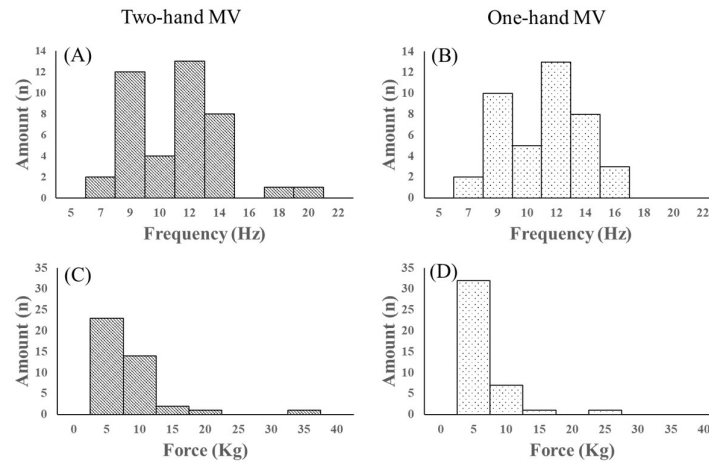 Two-hand MV
One-hand MV
(A)
Amount (n)
14
12
10
8
6
4
2
0
5 7 9 10 12 14 16 18 20 22
Frequency (Hz)
(B)
Amount (n)
14
12
10
8
6
4
2
0
5 7 9 10 12 14 16 18 20 22
Frequency (Hz)
(C)
Amount (n)
35
30
25
20
15
10
5
0
0 5 10 15 20 25 35 40
Force (Kg)
(D)
Amount (n)
35
30
25
20
15
10
5
0
0 5 10 15 20 25 35 40
Force (Kg)